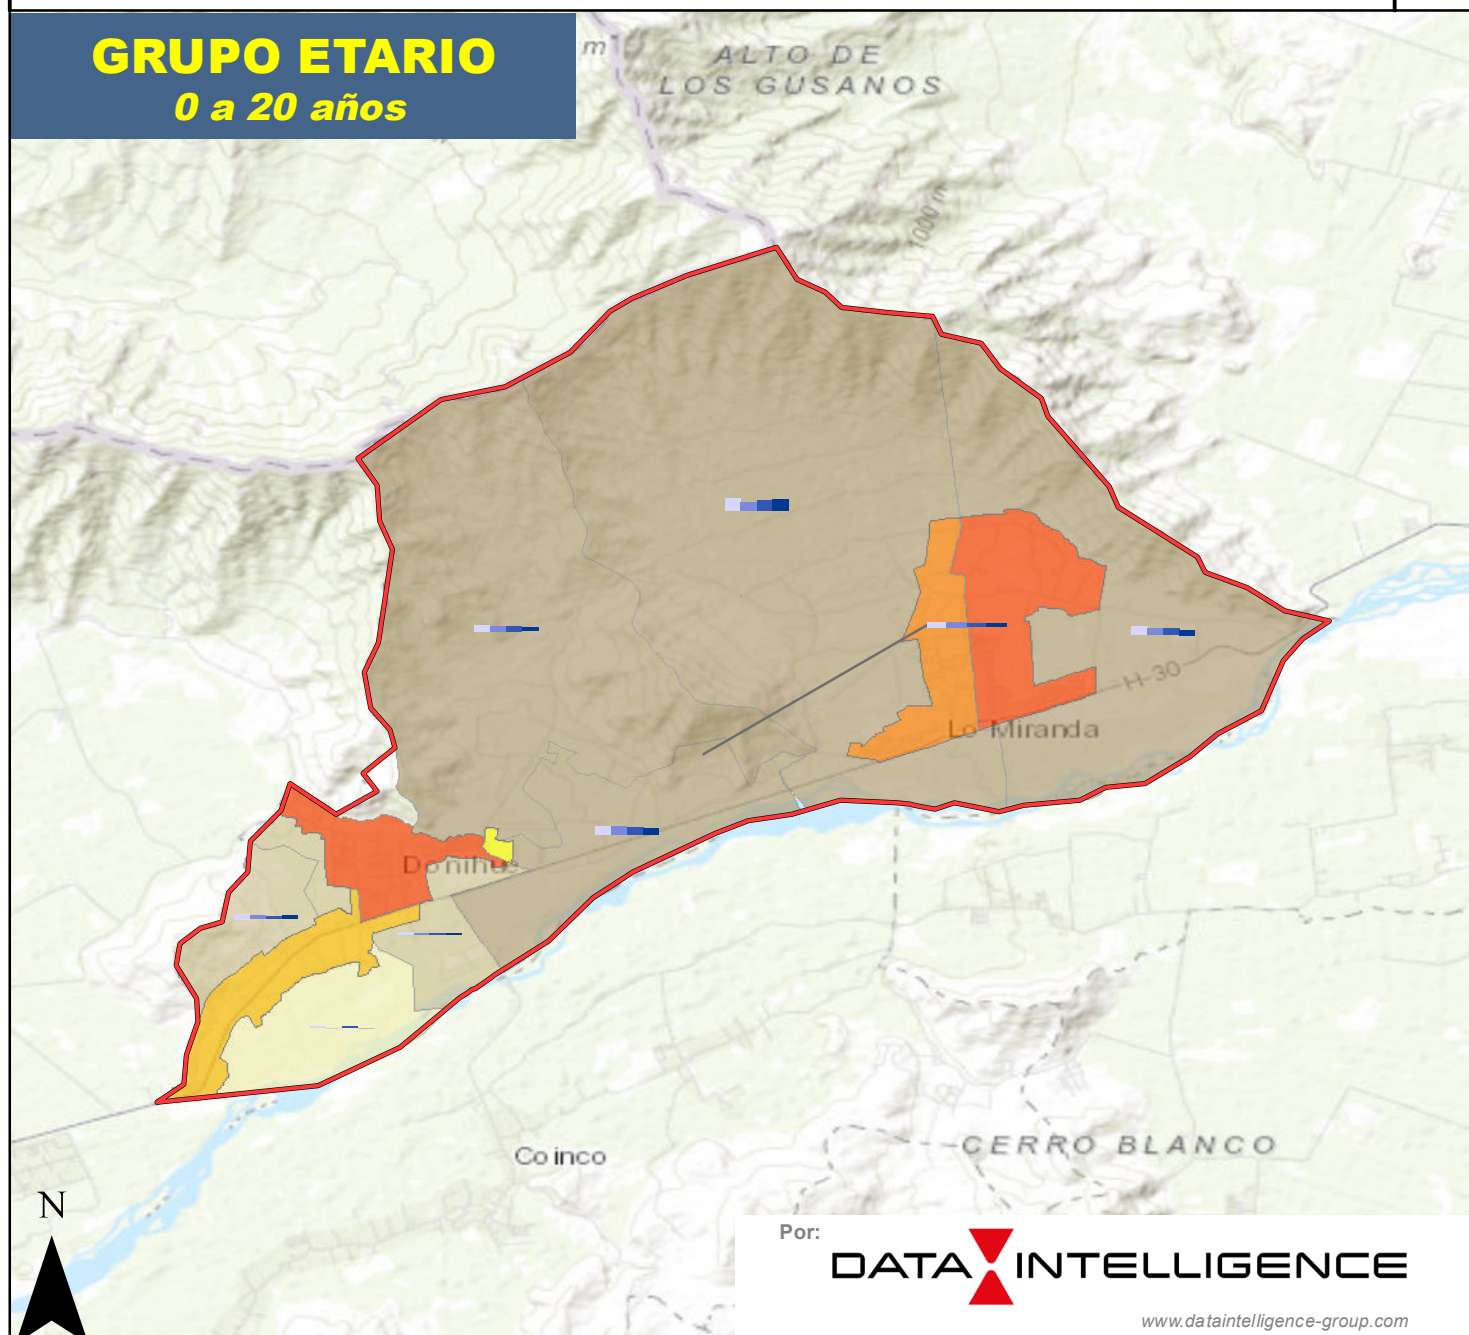 GRUPO ETARIO
0 a 20 años
m
ALTO DE
LOS GUSANOS
1000 m
H-30
Lo Miranda
Donihue
Coinco
CERRO BLANCO
N
Por:
DATA INTELLIGENCE
www.dataintelligence-group.com